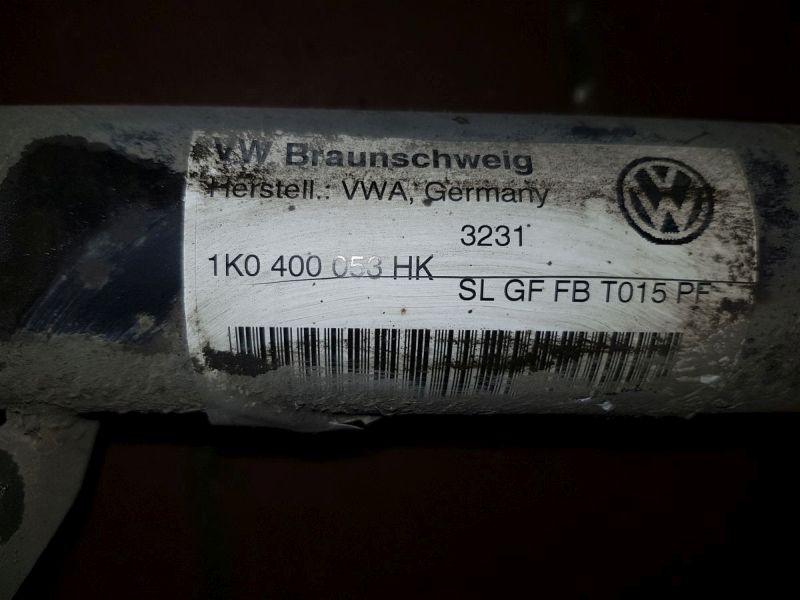 VW Braunschweig
Herstell.: VWA, Germany
3231
1K0 400 053 HK
SL GF FB T015 PF